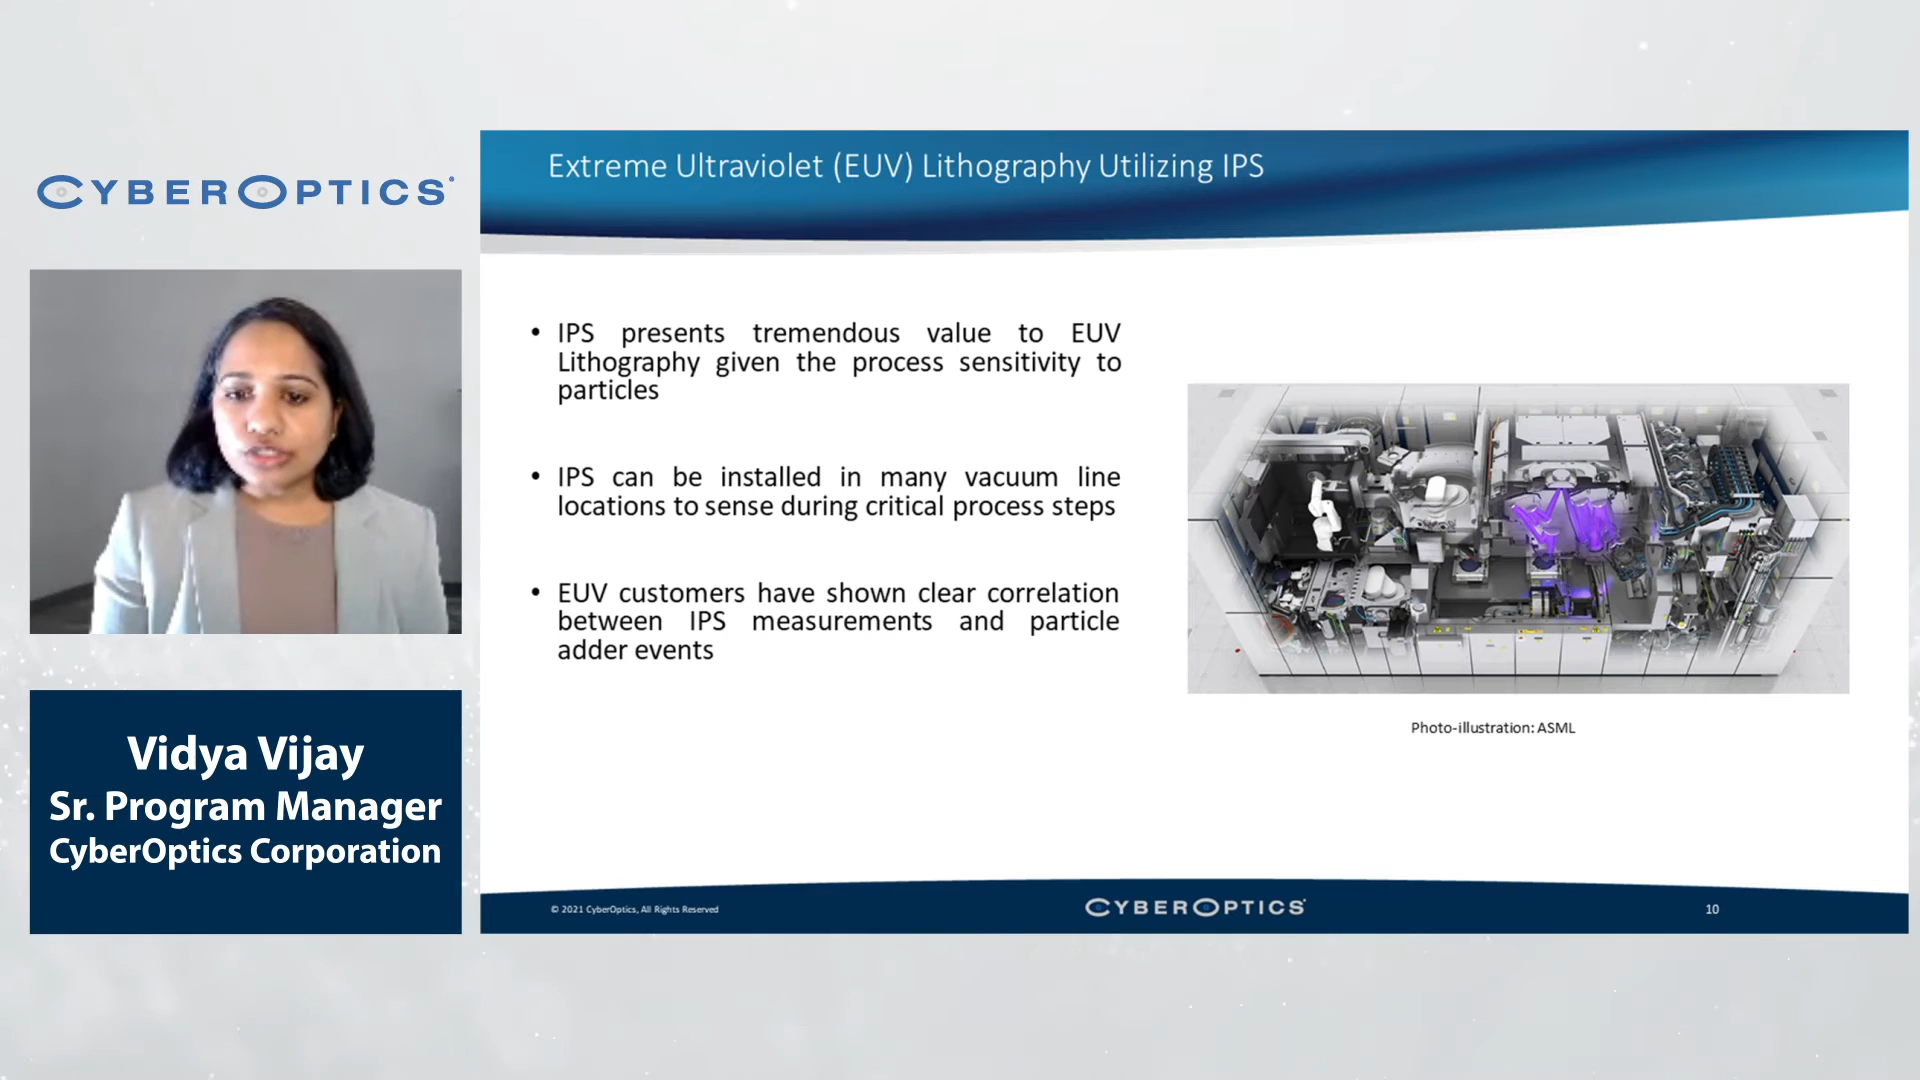 CYBEROPTICS
Vidya Vijay
Sr. Program Manager
CyberOptics Corporation
Extreme Ultraviolet (EUV) Lithography Utilizing IPS
• IPS presents tremendous value to EUV
Lithography given the process sensitivity to
particles
• IPS can be installed in many vacuum line
locations to sense during critical process steps
• EUV customers have shown clear correlation
between IPS measurements and particle
adder events
Photo-illustration: ASML
© 2021 CyberOptics, All Rights Reserved
CYBEROPTICS
10